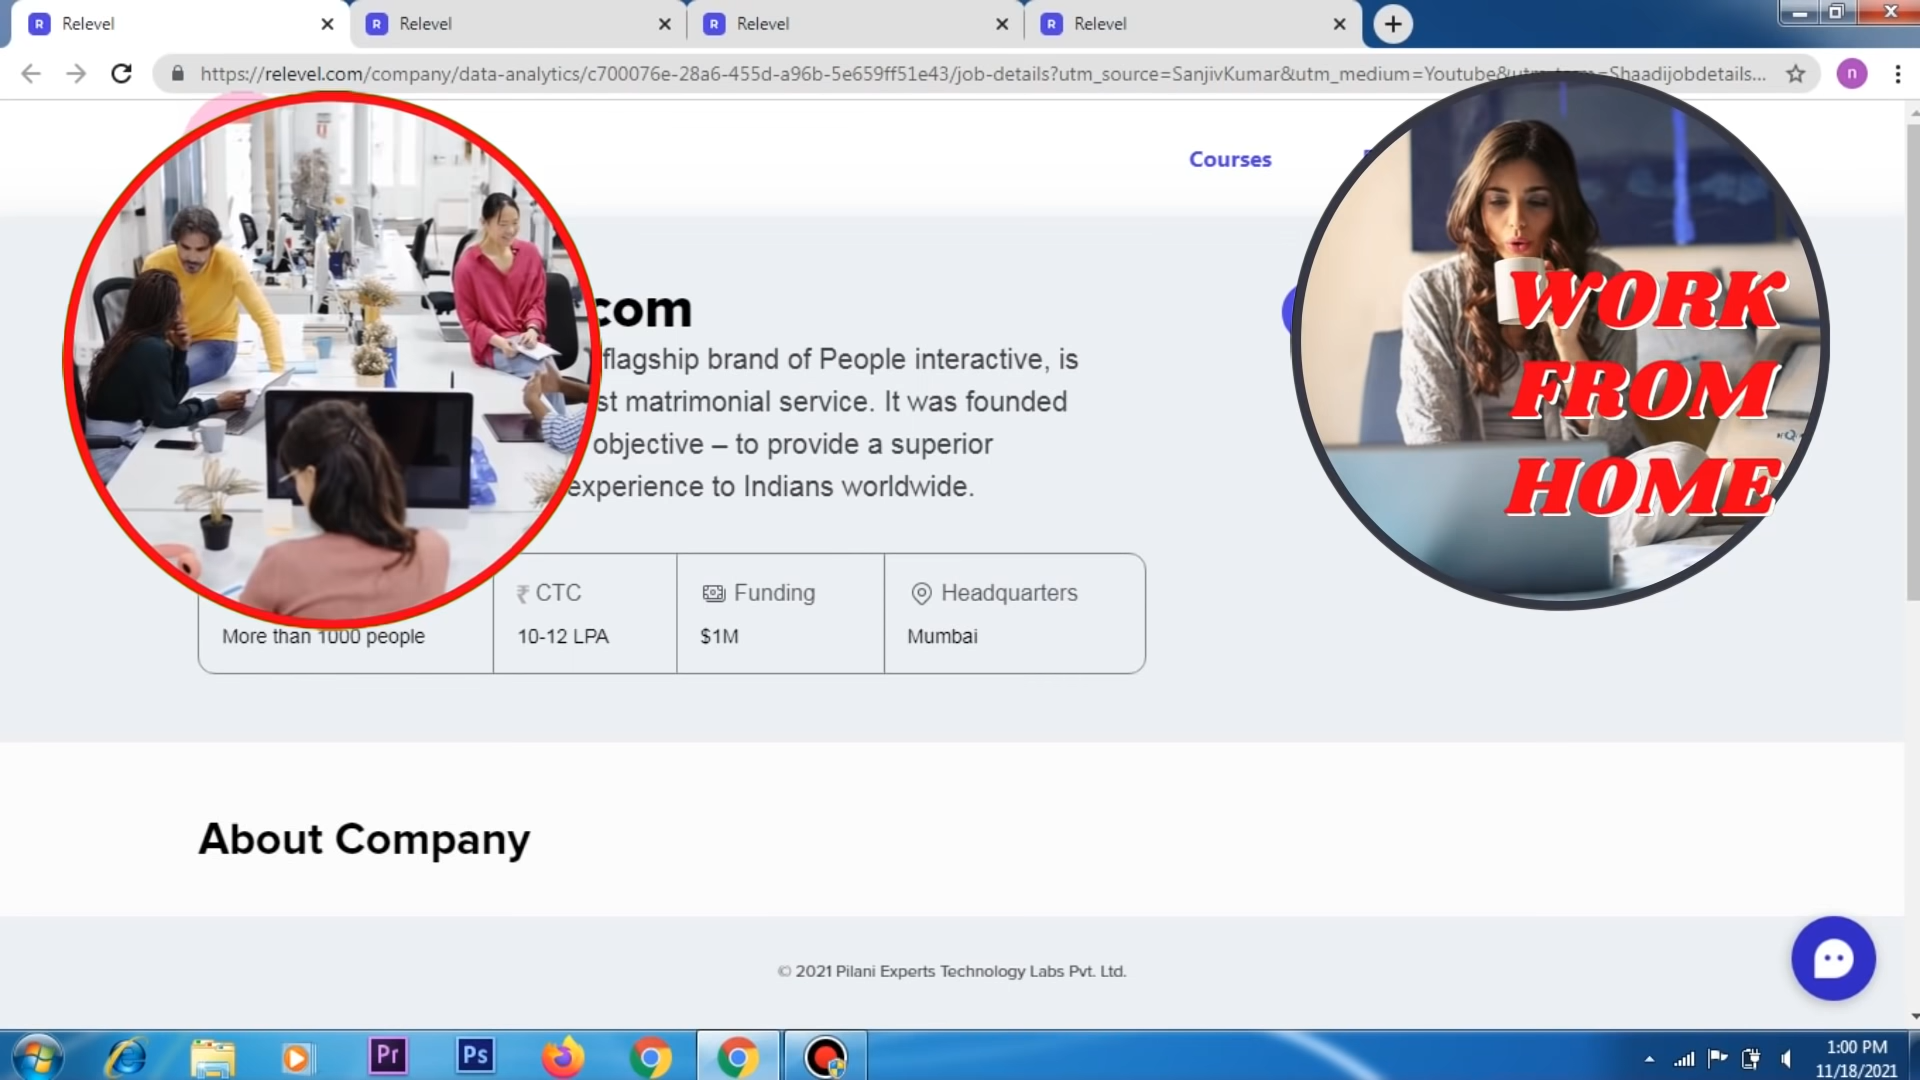 Relevel
Relevel
Relevel
Relevel
https://relevel.com/company/data-analytics/c700076e-28a6-455d-a96b-5e659ff51e43/job-details?utm_source=SanjivKumar&utm_medium=Youtube&utm_term=Shaadijobdetails...
n
Courses
com
flagship brand of People interactive, is
st matrimonial service. It was founded
objective – to provide a superior
experience to Indians worldwide.
WORK
FROM
HOME
₹ CTC
Funding
Headquarters
More than 1000 people
10-12 LPA
$1M
Mumbai
About Company
© 2021 Pilani Experts Technology Labs Pvt. Ltd.
Pr
Ps
1:00 PM
11/18/2021